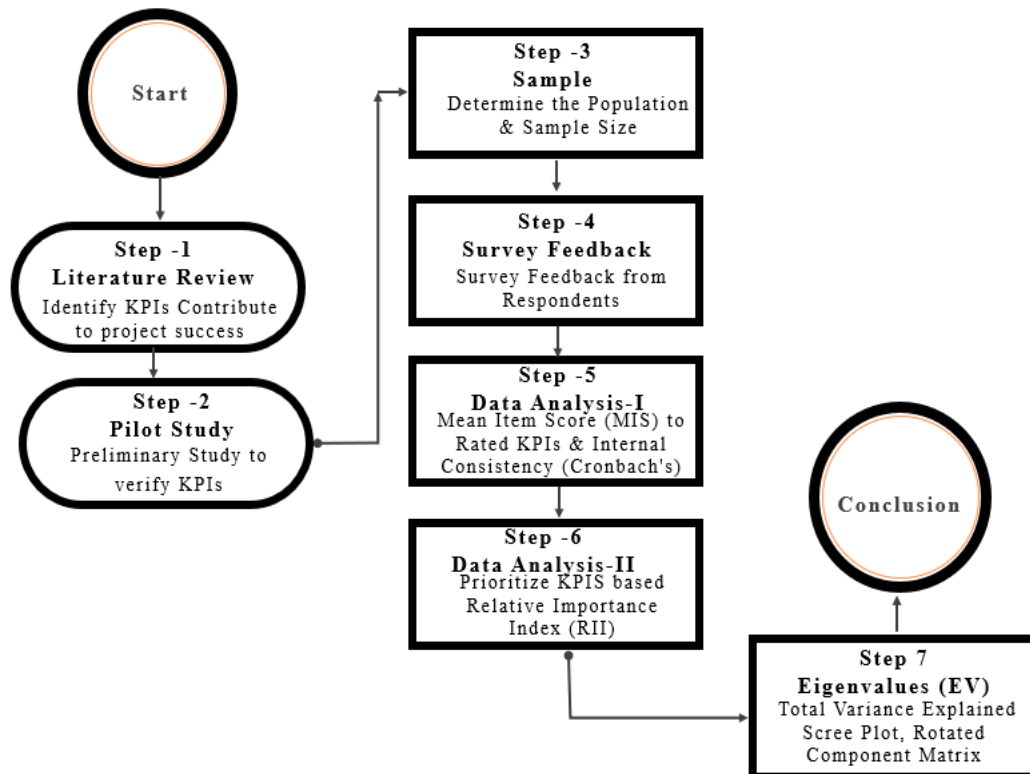 Start
Step -1
Literature Review
Identify KPIs Contribute
to project success
Step -2
Pilot Study
Preliminary Study to
verify KPIs
Step -3
Sample
Determine the Population
& Sample Size
Step -4
Survey Feedback
Survey Feedback from
Respondents
Step -5
Data Analysis-I
Mean Item Score (MIS) to
Rated KPIs & Internal
Consistency (Cronbach's)
Step -6
Data Analysis-II
Prioritize KPIS based
Relative Importance
Index (RII)
Step 7
Eigenvalues (EV)
Total Variance Explained
Scree Plot, Rotated
Component Matrix
Conclusion